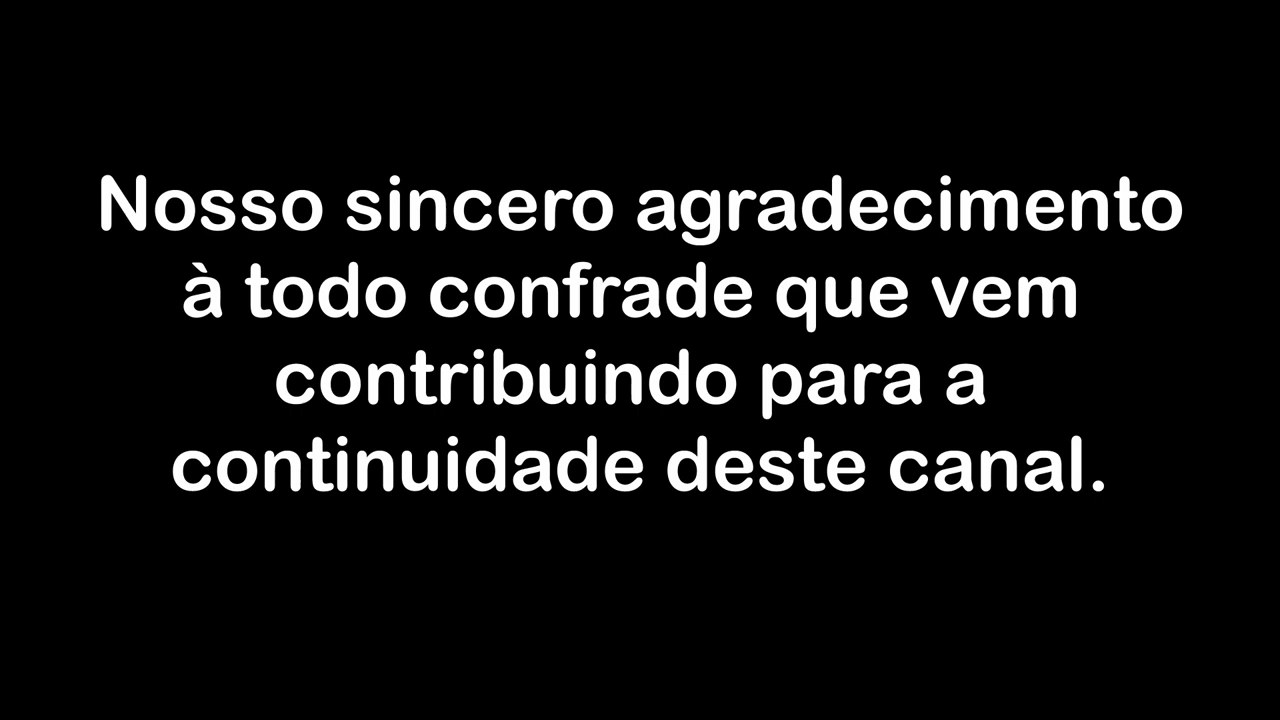 Nosso sincero agradecimento
à todo confrade que vem
contribuindo para a
continuidade deste canal.